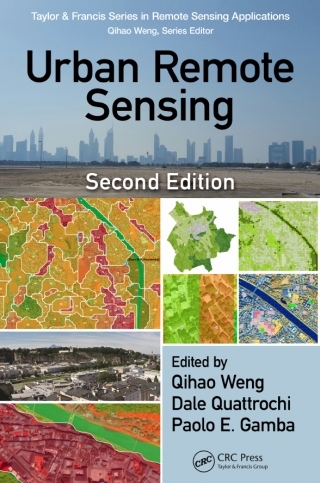 Taylor & Francis Series in Remote Sensing Applications
Qihao Weng, Series Editor
Urban Remote
Sensing
Second Edition
Edited by
Qihao Weng
Dale Quattrochi
Paolo E. Gamba
CRC
CRC Press
Taylor & Francis Group